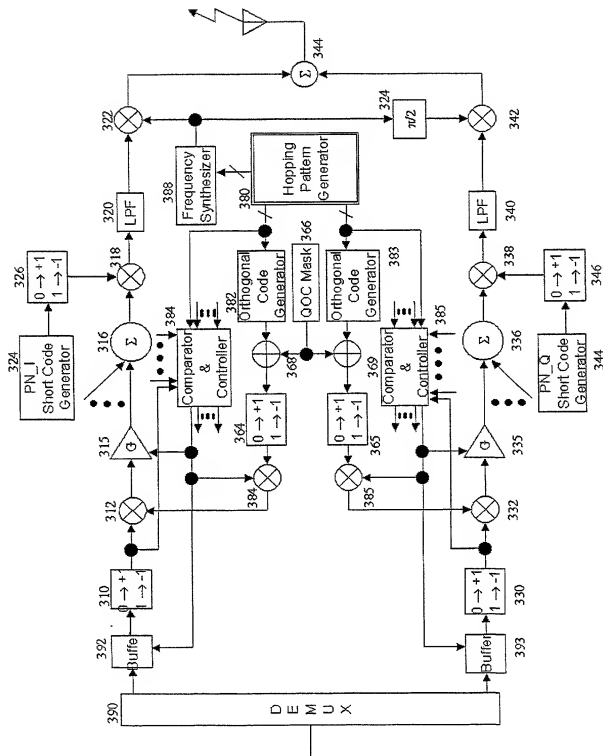 344
322
324
π/2
342
388
Frequency
Synthesizer
380
Hopping
Pattern
Generator
320
LPF
340
LPF
326
0→+1
1→-1
318
366
QOC Mask
382
Orthogonal
Code
Generator
383
Orthogonal
Code
Generator
338
346
0→+1
1→-1
324
PN_I
Short Code
Generator
316
Σ
384
Comparator
&
Controller
368
369
385
Comparator
&
Controller
336
Σ
344
PN_Q
Short Code
Generator
315
G
364
0→+1
1→-1
365
0→+1
1→-1
335
G
312
384
385
332
310
0→+1
1→-1
330
0→+1
1→-1
392
Buffer
393
Buffer
390
D E M U X
Σ